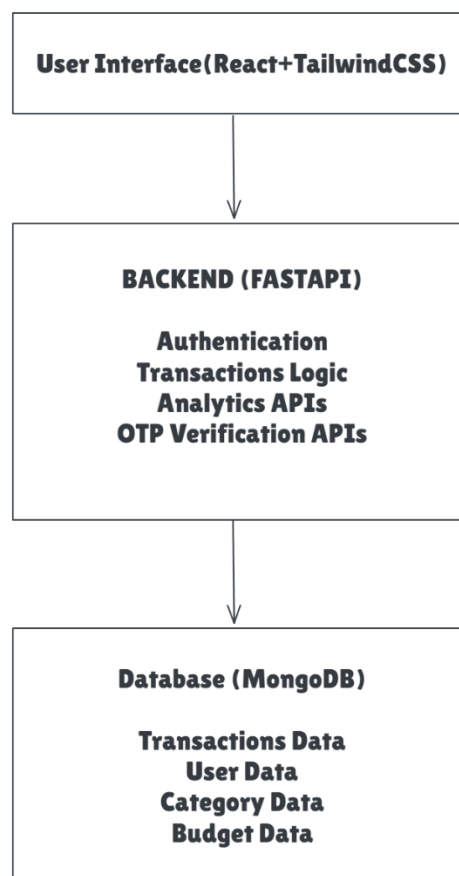 User Interface(React+TailwindCSS)
BACKEND (FASTAPI)
Authentication
Transactions Logic
Analytics APIs
OTP Verification APIs
Database (MongoDB)
Transactions Data
User Data
Category Data
Budget Data